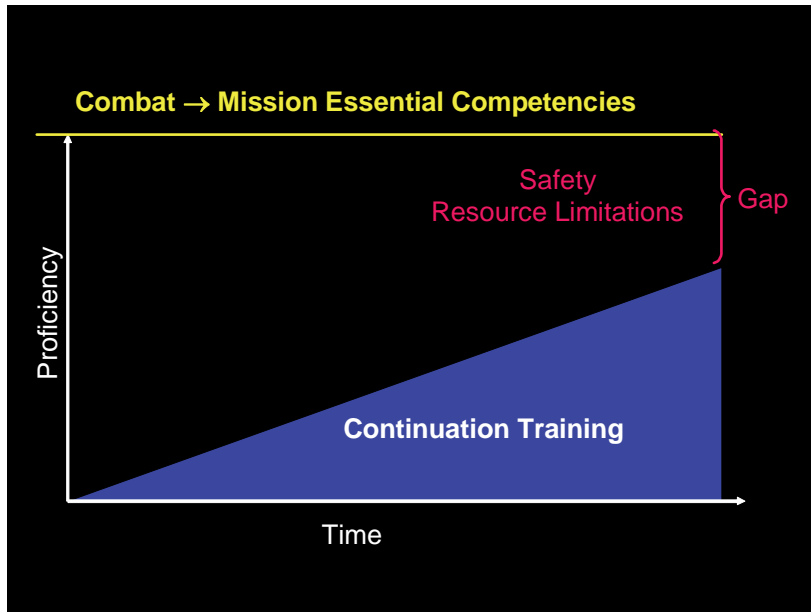 Combat → Mission Essential Competencies
Safety
Resource Limitations
Gap
Proficiency
Continuation Training
Time